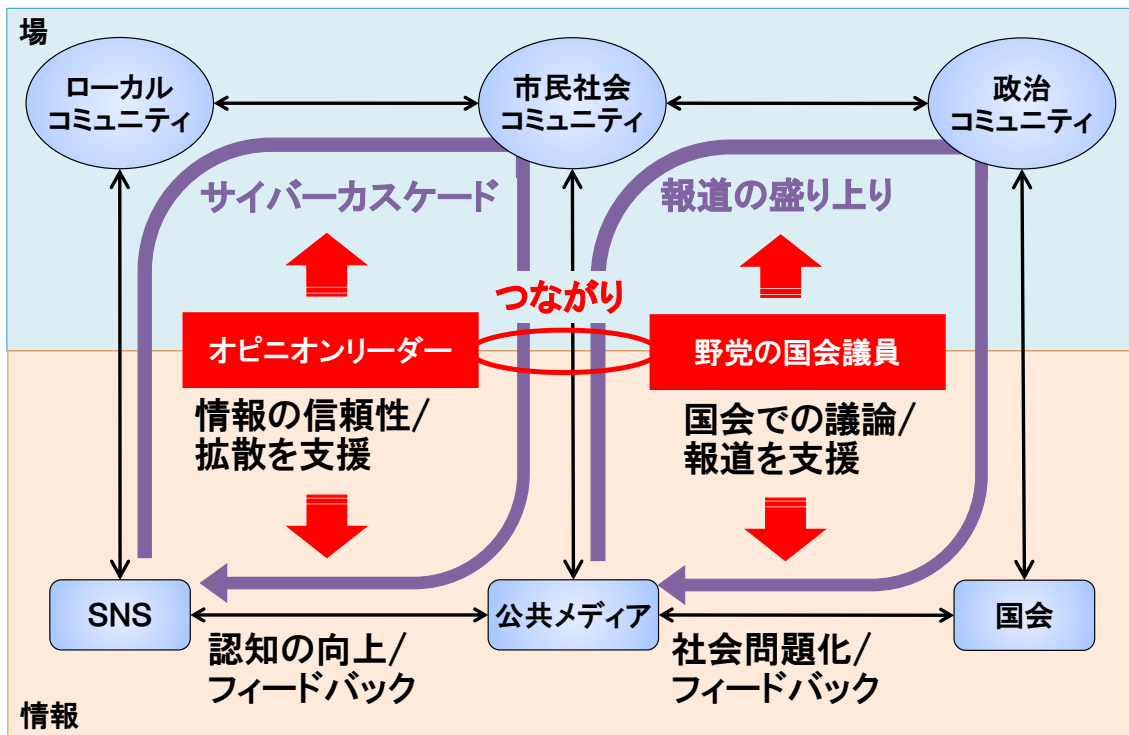 場
ローカル
コミュニティ
市民社会
コミュニティ
政治
コミュニティ
サイバーカスケード
報道の盛り上り
つながり
オピニオンリーダー
野党の国会議員
情報の信頼性/
拡散を支援
国会での議論/
報道を支援
SNS
公共メディア
国会
認知の向上/
フィードバック
社会問題化/
フィードバック
情報